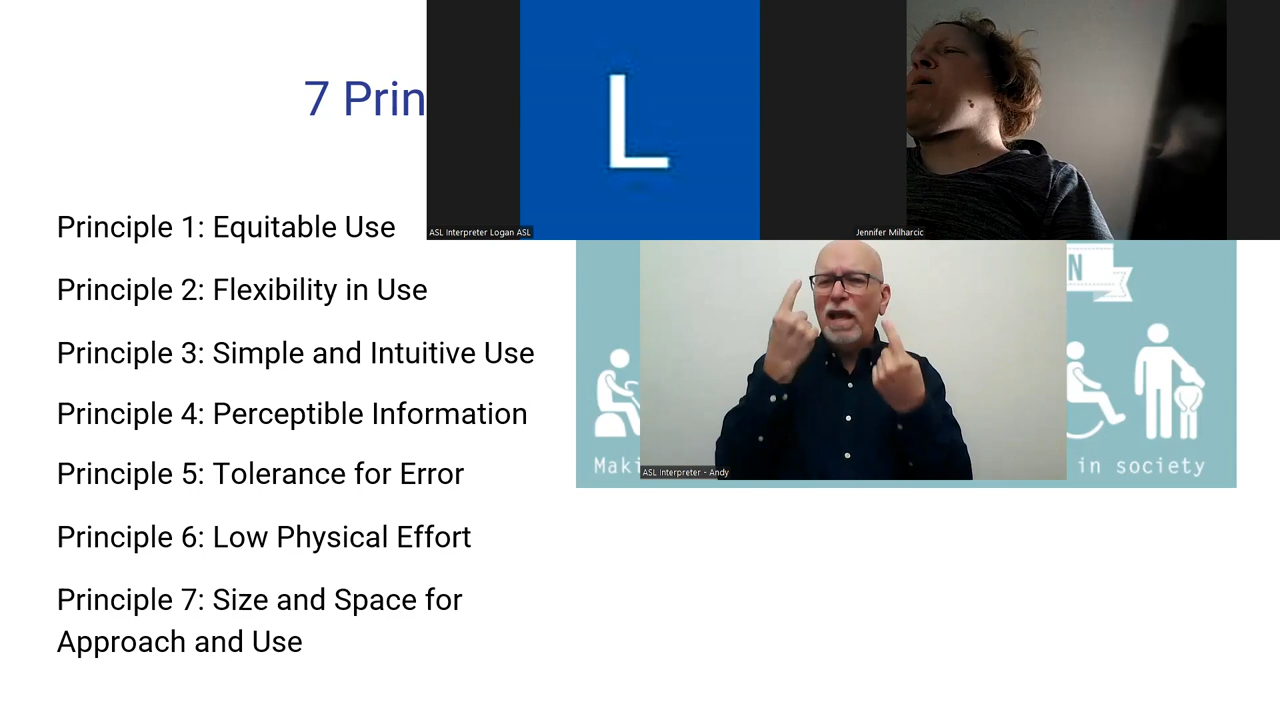 7 Prin
L
ASL Interpreter Logan ASL
Jennifer Milharcic
Principle 1: Equitable Use
Principle 2: Flexibility in Use
Principle 3: Simple and Intuitive Use
Principle 4: Perceptible Information
Principle 5: Tolerance for Error
Principle 6: Low Physical Effort
Principle 7: Size and Space for
Approach and Use
N
Maki
in society
ASL Interpreter - Andy